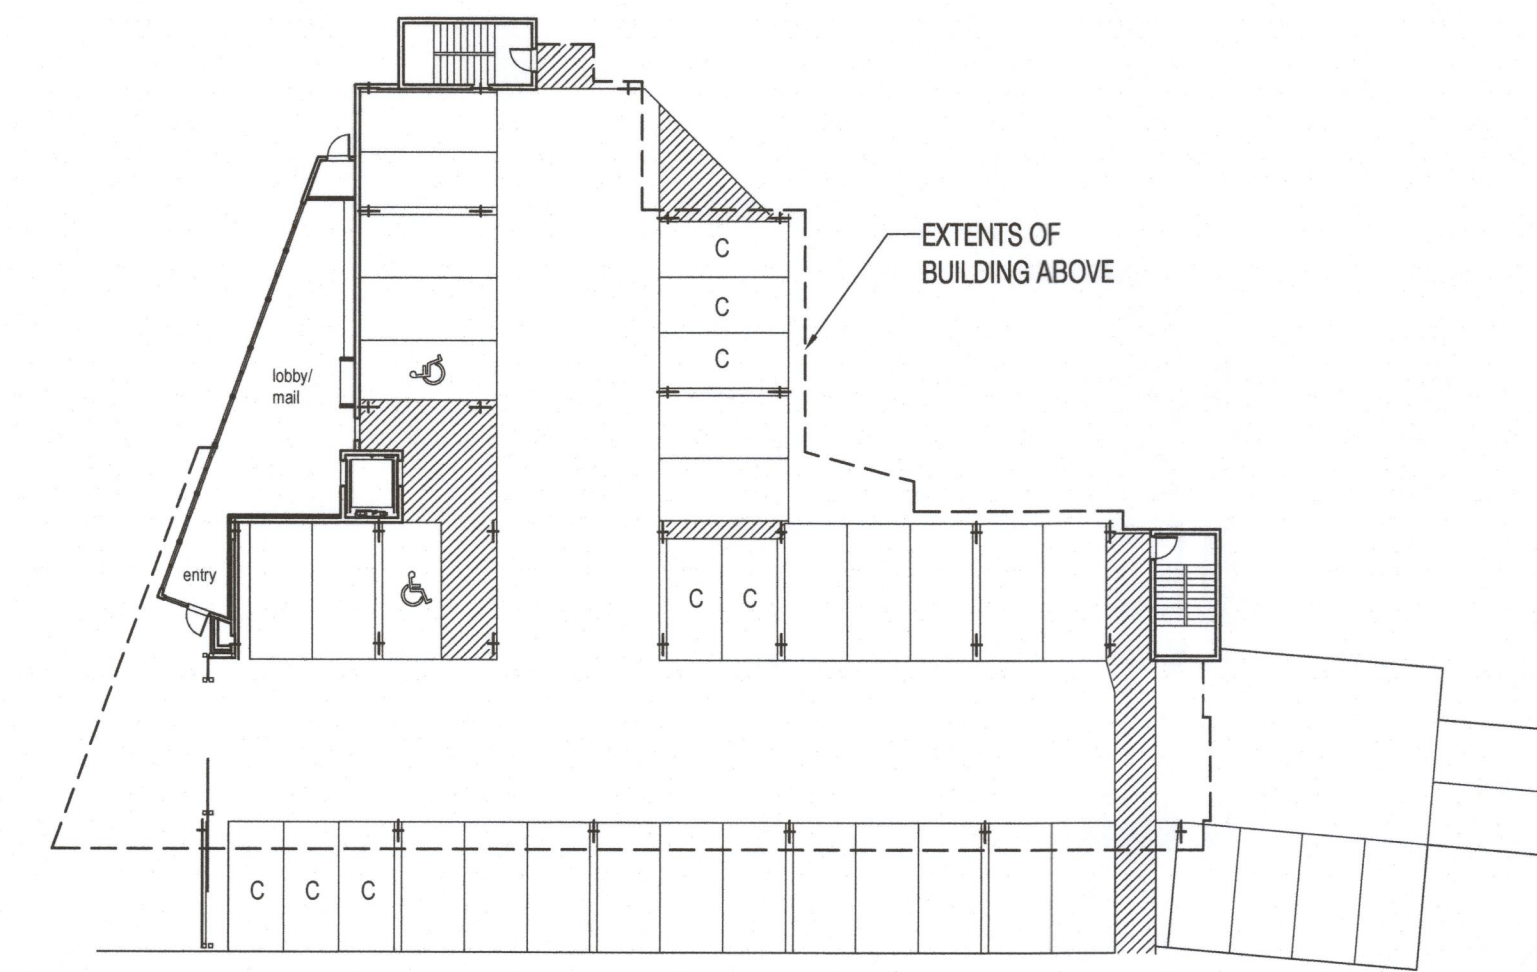 C
EXTENTS OF
BUILDING ABOVE
C
C
lobby/
mail
entry
C C
C C C